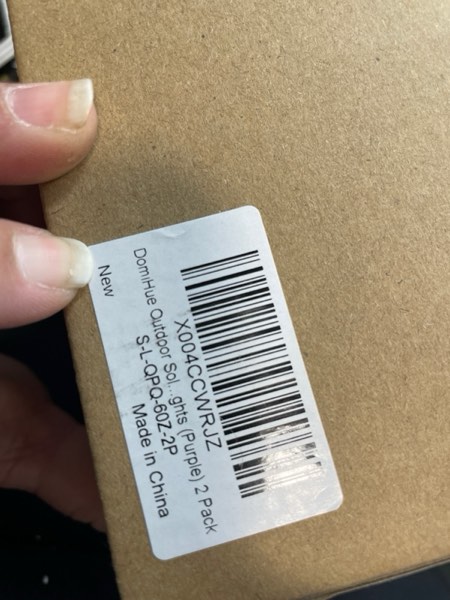 X004CCWRJZ
DomiHue Outdoor Sol...ghts (Purple) 2 Pack
S-L-QPQ-60Z-2P Made in China
New